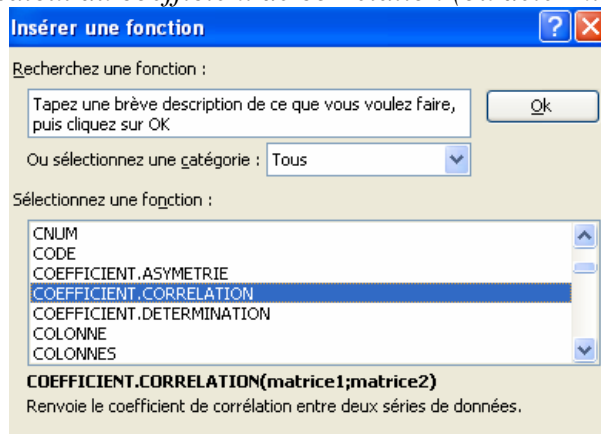 Insérer une fonction
Recherchez une fonction :
Tapez une brève description de ce que vous voulez faire,
puis cliquez sur OK
Ok
Ou sélectionnez une catégorie : Tous
Sélectionnez une fonction :
CNUM
CODE
COEFFICIENT.ASYMETRIE
COEFFICIENT.CORRELATION
COEFFICIENT.DETERMINATION
COLONNE
COLONNES
COEFFICIENT.CORRELATION(matrice1;matrice2)
Renvoie le coefficient de corrélation entre deux séries de données.